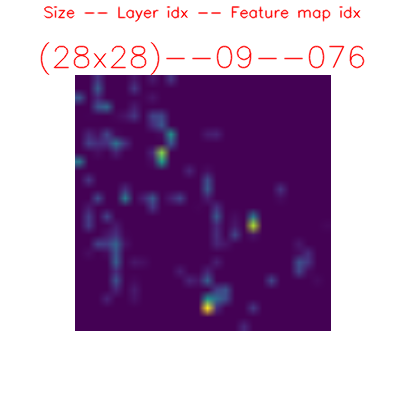 Size -- Layer idx -- Feature map idx
(28x28)--09--076